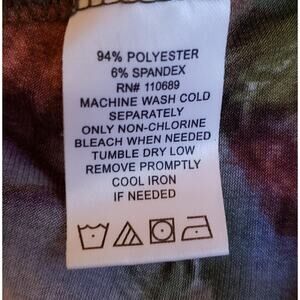 94% POLYESTER
6% SPANDEX
RN# 110689
MACHINE WASH COLD
SEPARATELY
ONLY NON-CHLORINE
BLEACH WHEN NEEDED
TUMBLE DRY LOW
REMOVE PROMPTLY
COOL IRON
IF NEEDED